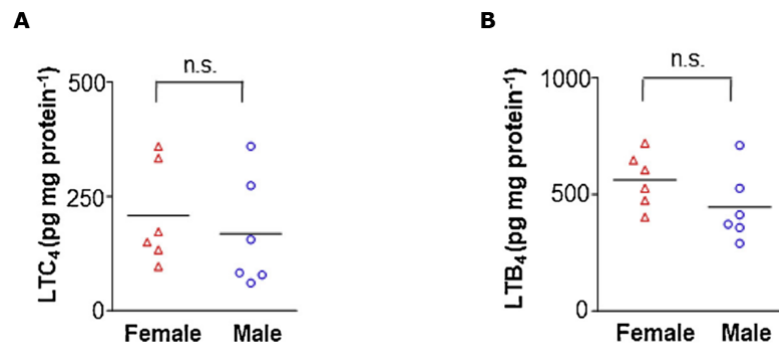 A
n.s.
500
250
0
LTC₄ (pg mg protein⁻¹)
Female Male
B
n.s.
1000
500
0
LTB₄ (pg mg protein⁻¹)
Female Male